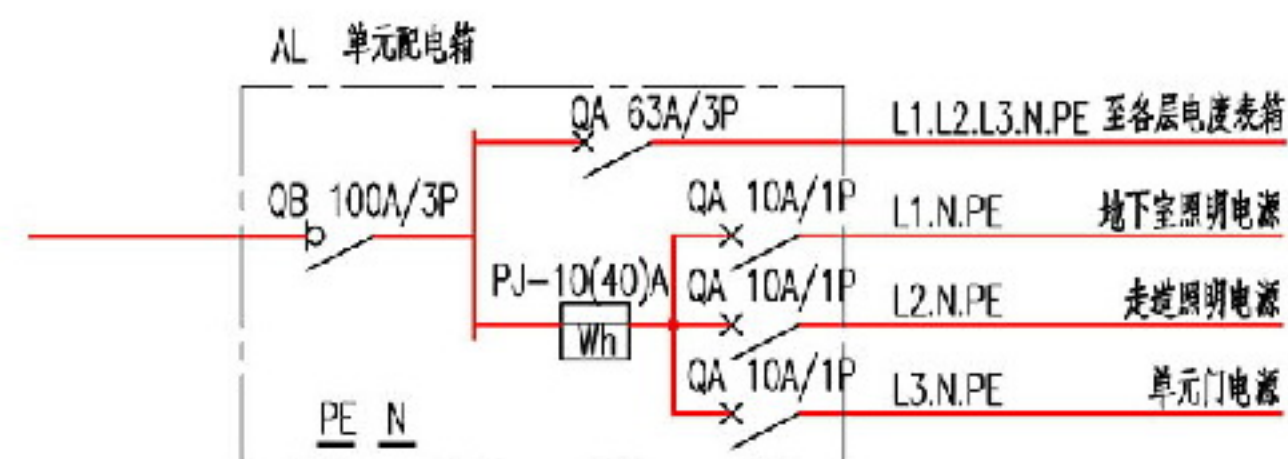 AL 单元配电箱
QA 63A/3P
L1.L2.L3.N.PE 至各层电度表箱
QB 100A/3P
QA 10A/1P
L1.N.PE 地下室照明电源
PJ-10(40)A
Wh
QA 10A/1P
L2.N.PE 走道照明电源
QA 10A/1P
L3.N.PE 单元门电源
PE N